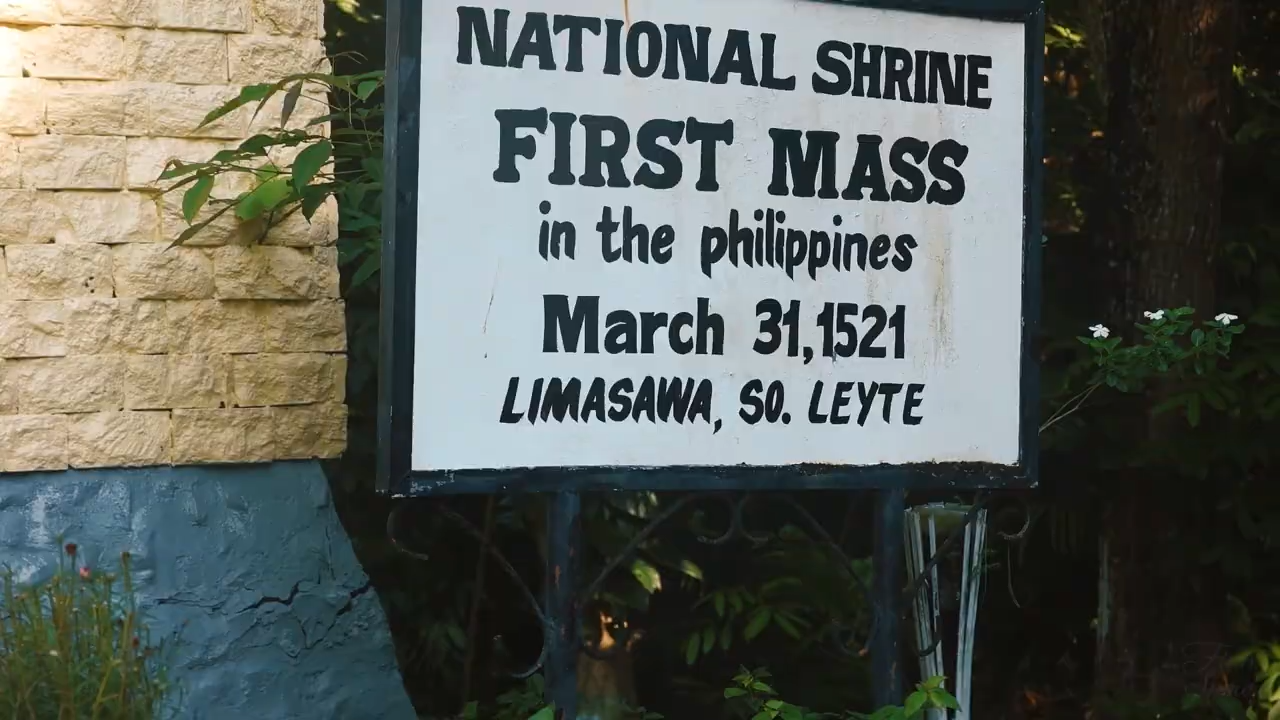 NATIONAL SHRINE
FIRST MASS
in the philippines
March 31,1521
LIMASAWA, SO. LEYTE